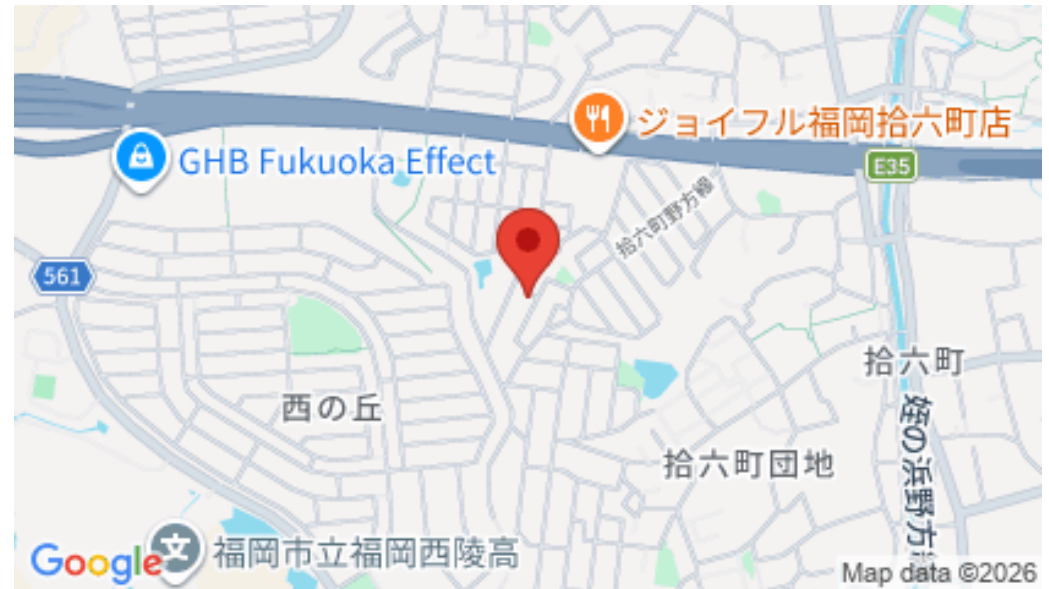 ジョイフル福岡拾六町店
GHB Fukuoka Effect
E35
拾六町野方線
561
拾六町
西の丘
姪の浜野方
拾六町団地
福岡市立福岡西陵高
Google
Map data ©2026